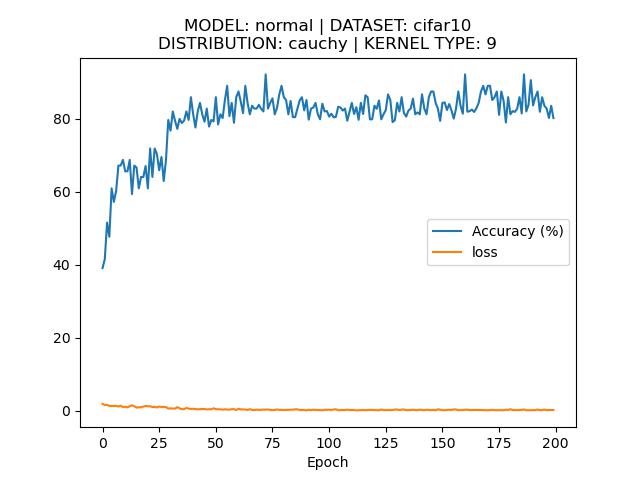 MODEL: normal | DATASET: cifar10
DISTRIBUTION: cauchy | KERNEL TYPE: 9
80
60
40
20
0
Accuracy (%)
loss
0 25 50 75 100 125 150 175 200
Epoch